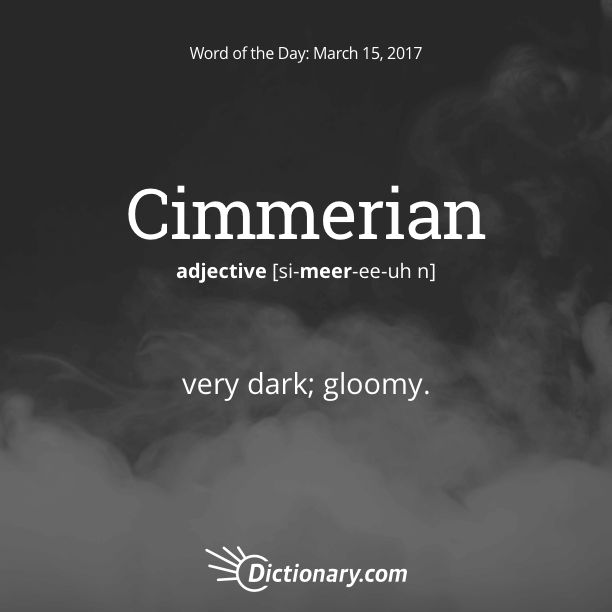 Word of the Day: March 15, 2017
Cimmerian
adjective [si-meer-ee-uh n]
very dark; gloomy.
Dictionary.com